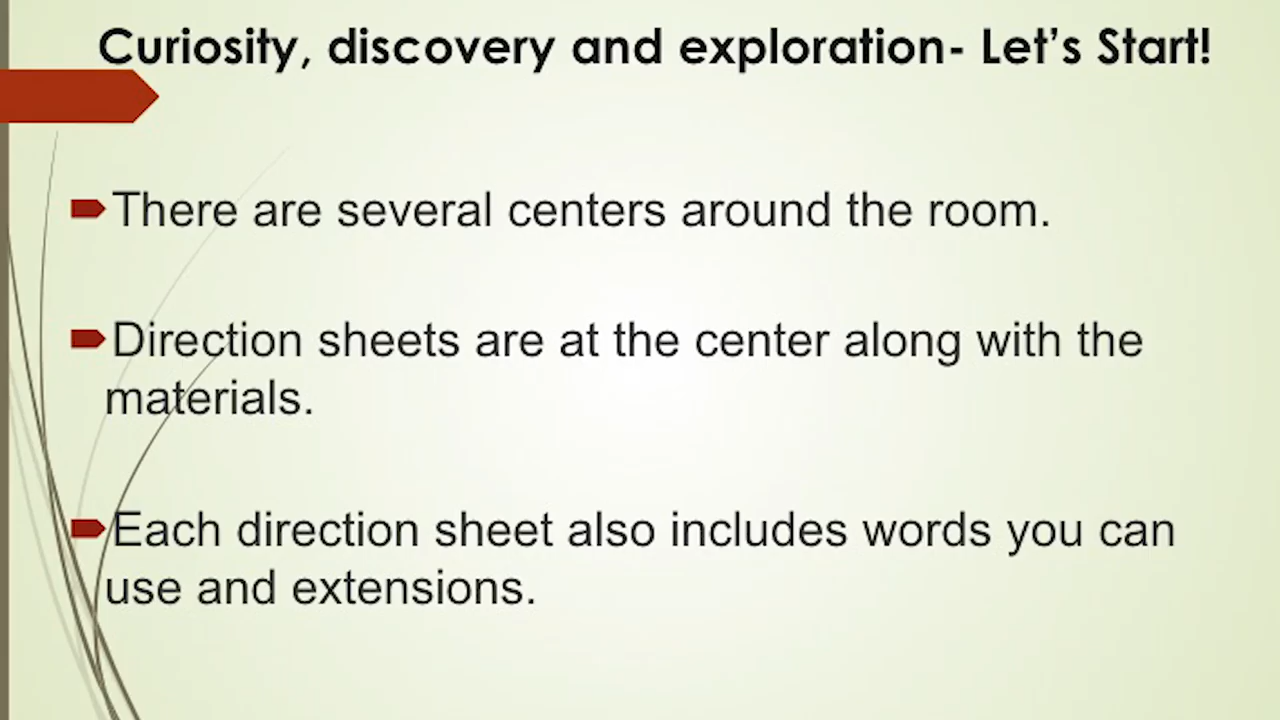 Curiosity, discovery and exploration- Let’s Start!
There are several centers around the room.
Direction sheets are at the center along with the
materials.
Each direction sheet also includes words you can
use and extensions.